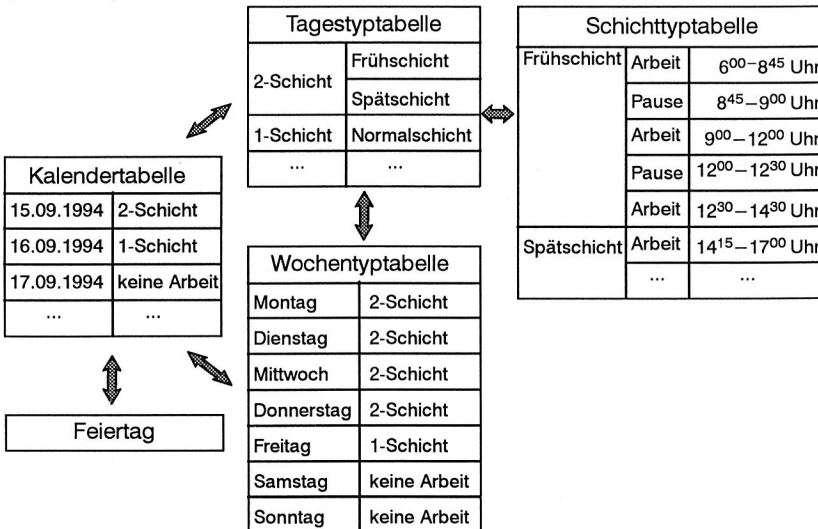 Tagestyptabelle
2-Schicht
Frühschicht
Spätschicht
1-Schicht Normalschicht
... ...
Schichttyptabelle
Frühschicht Arbeit 6⁰⁰–8⁴⁵ Uhr
Pause 8⁴⁵–9⁰⁰ Uhr
Arbeit 9⁰⁰–12⁰⁰ Uhr
Pause 12⁰⁰–12³⁰ Uhr
Arbeit 12³⁰–14³⁰ Uhr
Spätschicht Arbeit 14¹⁵–17⁰⁰ Uhr
... ...
Kalendertabelle
15.09.1994 2-Schicht
16.09.1994 1-Schicht
17.09.1994 keine Arbeit
... ...
Feiertag
Wochentyptabelle
Montag 2-Schicht
Dienstag 2-Schicht
Mittwoch 2-Schicht
Donnerstag 2-Schicht
Freitag 1-Schicht
Samstag keine Arbeit
Sonntag keine Arbeit